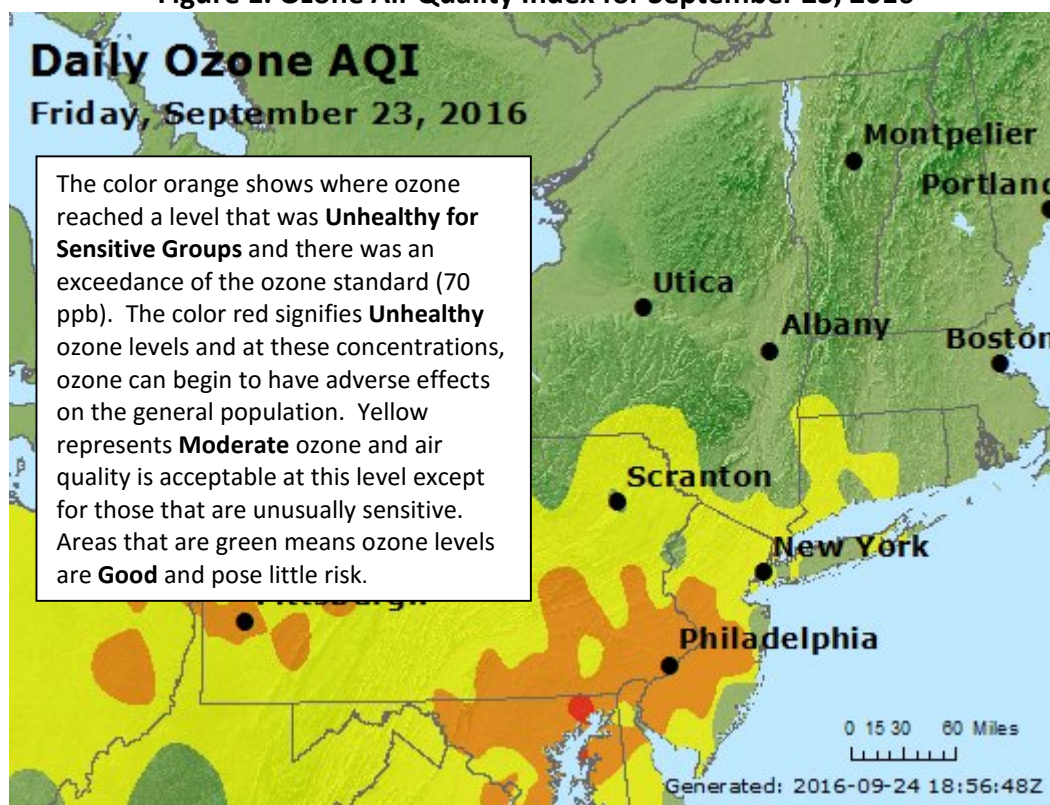 Daily Ozone AQI
Friday, September 23, 2016
The color orange shows where ozone
reached a level that was Unhealthy for
Sensitive Groups and there was an
exceedance of the ozone standard (70
ppb). The color red signifies Unhealthy
ozone levels and at these concentrations,
ozone can begin to have adverse effects
on the general population. Yellow
represents Moderate ozone and air
quality is acceptable at this level except
for those that are unusually sensitive.
Areas that are green means ozone levels
are Good and pose little risk.
Montpelier
Portland
Utica
Albany
Boston
Scranton
New York
Pittsburgh
Philadelphia
0 15 30 60 Miles
Generated: 2016-09-24 18:56:48Z